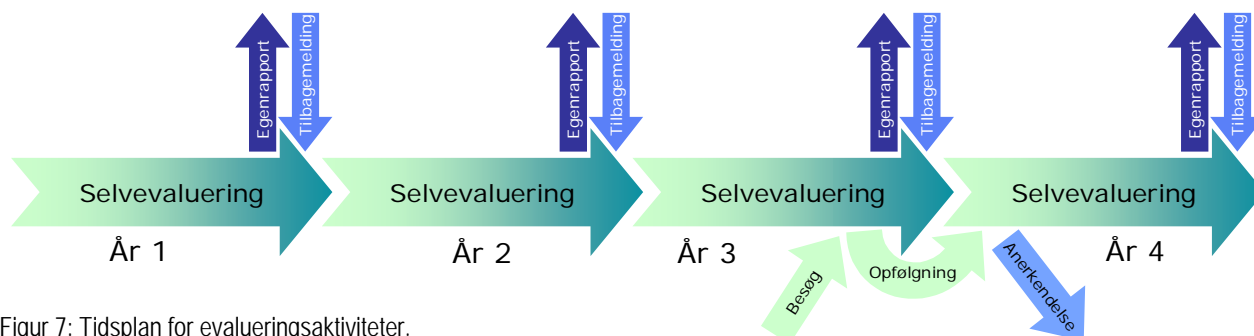 Egenrapport
Tilbagemelding
Egenrapport
Tilbagemelding
Egenrapport
Tilbagemelding
Egenrapport
Tilbagemelding
Selvevaluering
Selvevaluering
Selvevaluering
Selvevaluering
År 1
År 2
År 3
År 4
Besøg
Opfølgning
Anerkendelse
Figur 7: Tidsplan for evalueringsaktiviteter.